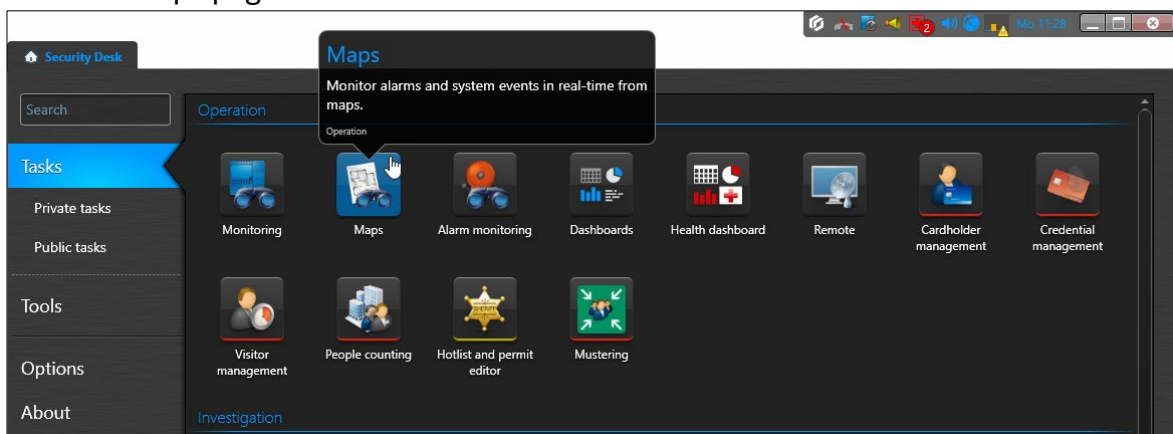 2
Mo 11:28
Security Desk
Maps
Monitor alarms and system events in real-time from
maps.
Operation
Search
Operation
Tasks
Private tasks
Public tasks
Tools
Options
About
Monitoring
Maps
Alarm monitoring
Dashboards
Health dashboard
Remote
Cardholder
management
Credential
management
Visitor
management
People counting
SHERIFF
Hotlist and permit
editor
Mustering
Investigation